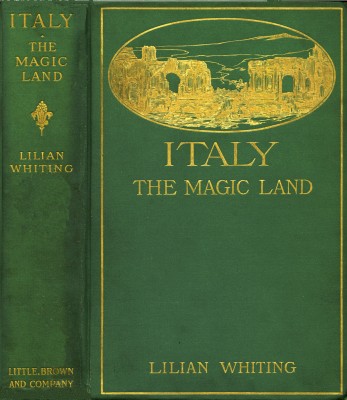 ITALY
THE
MAGIC
LAND
LILIAN
WHITING
LITTLE, BROWN
AND COMPANY
ITALY
THE MAGIC LAND
LILIAN WHITING